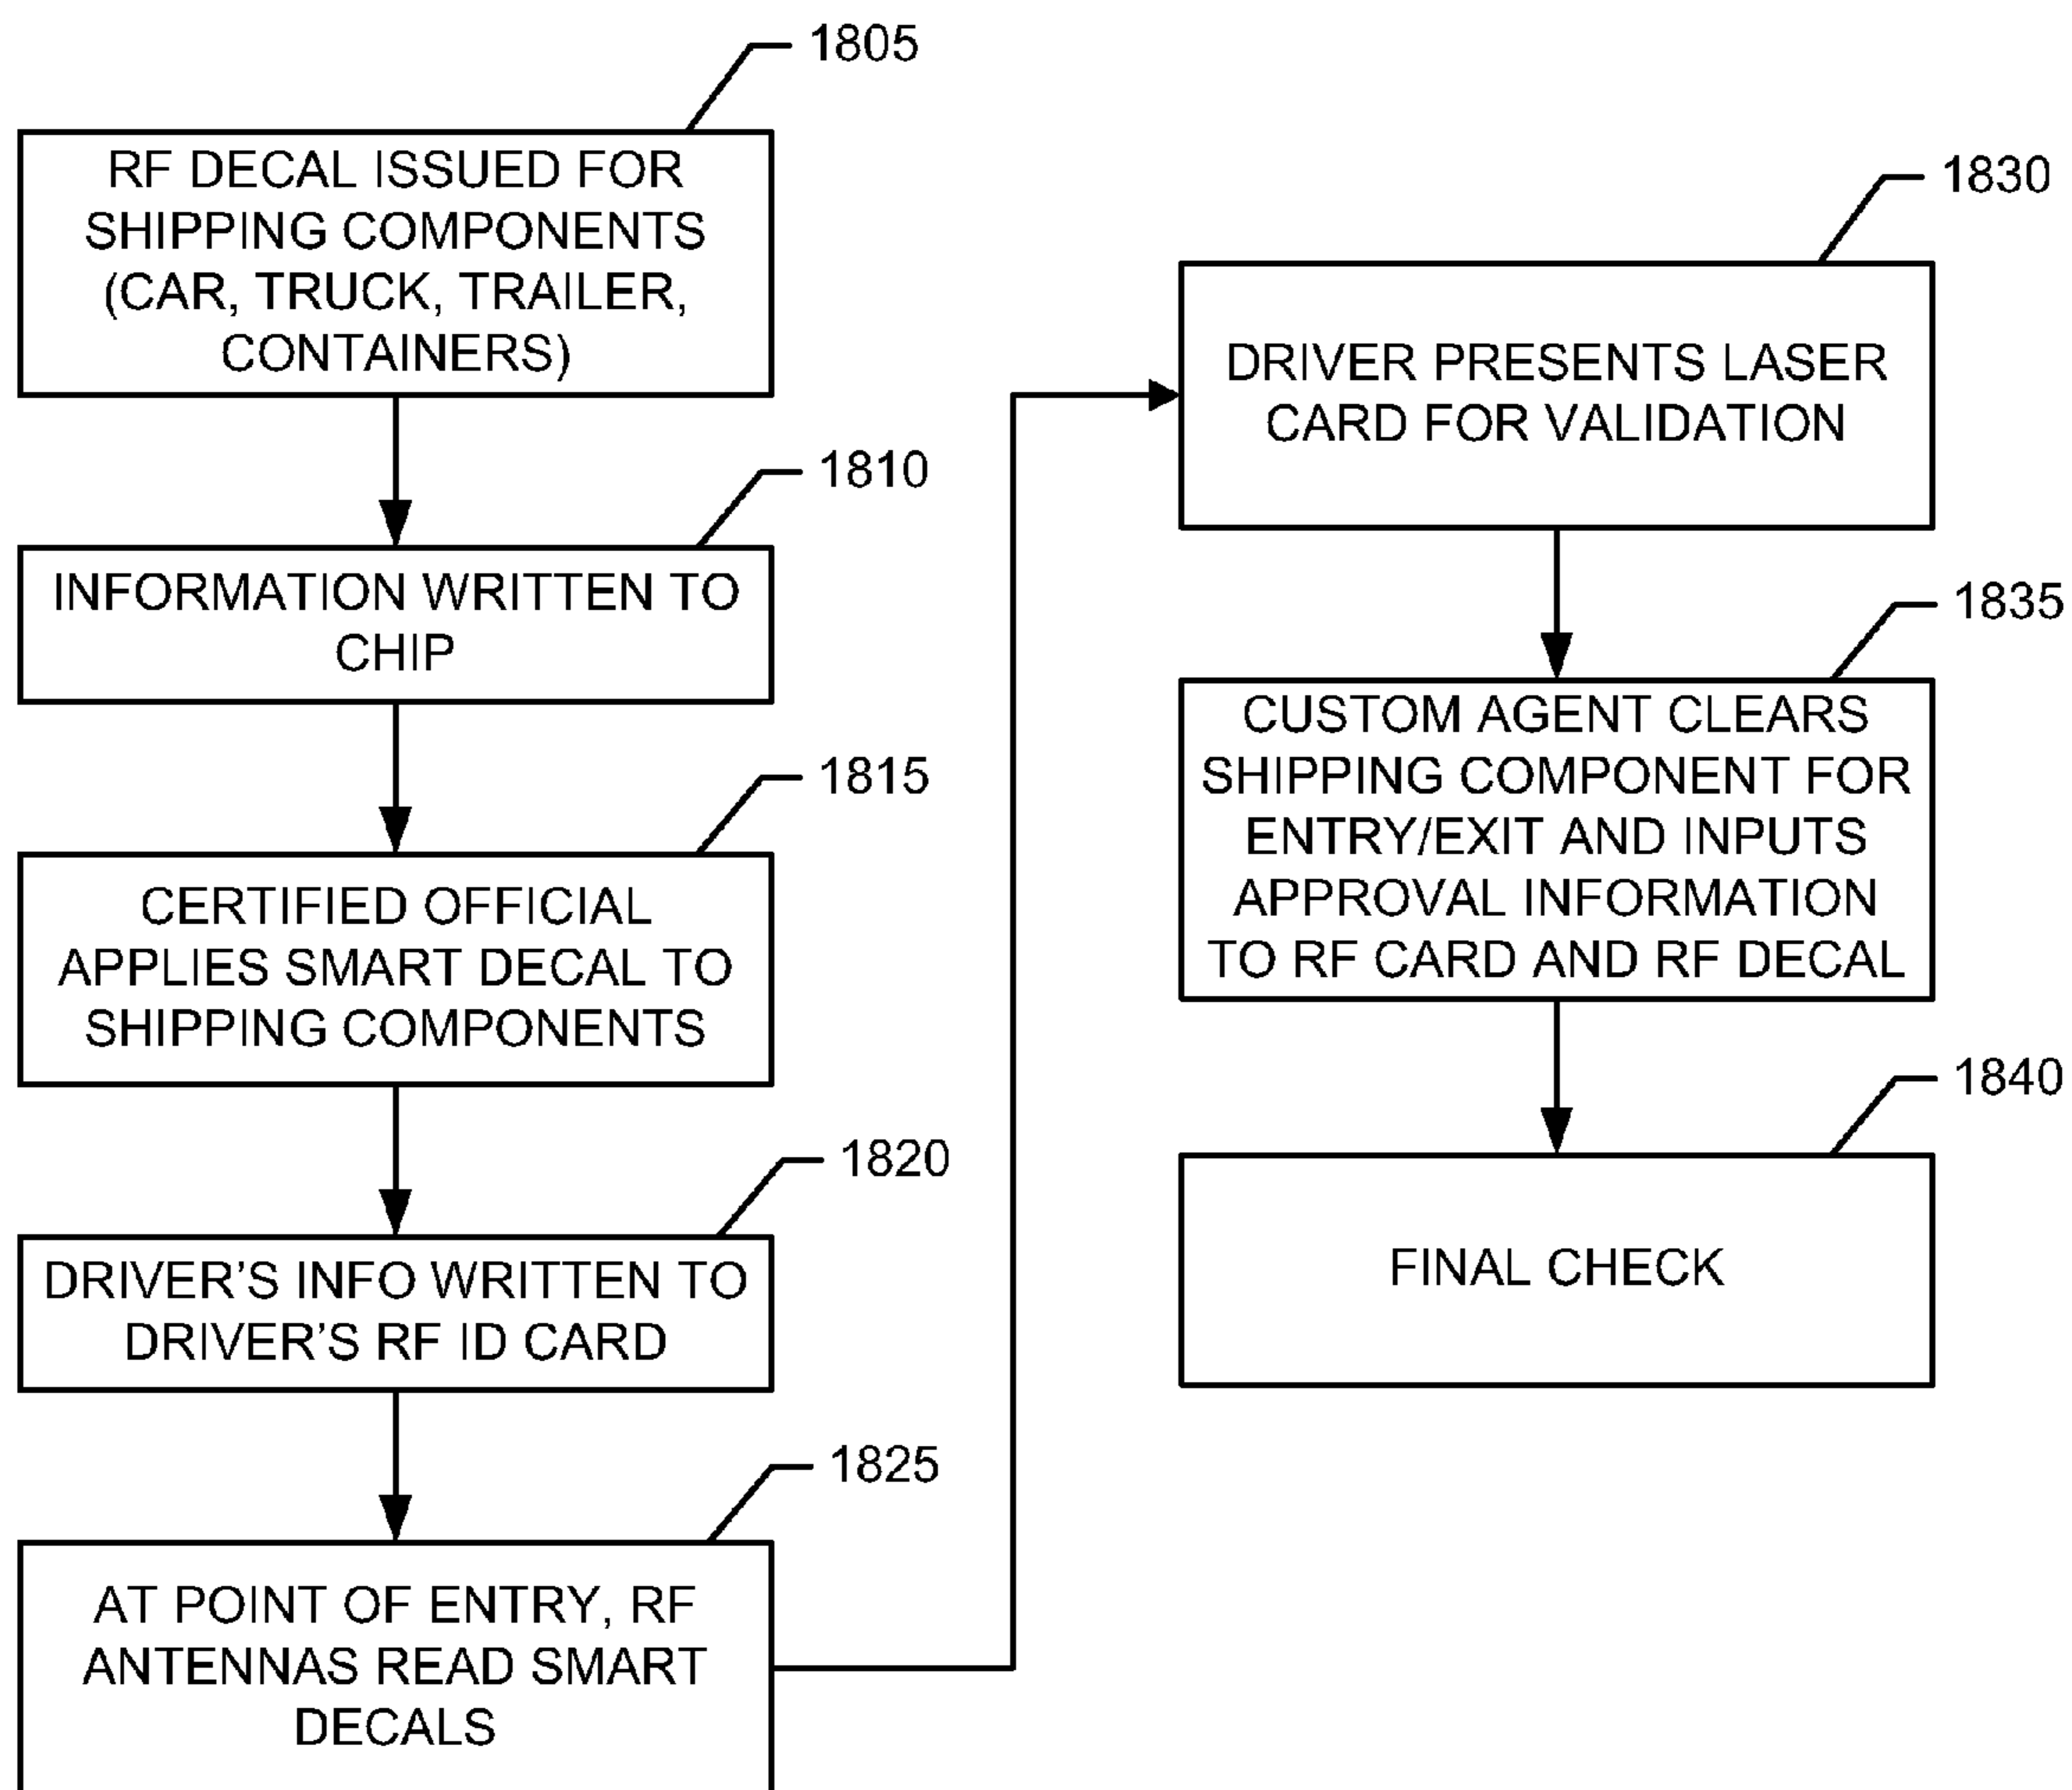 1805
RF DECAL ISSUED FOR
SHIPPING COMPONENTS
(CAR, TRUCK, TRAILER,
CONTAINERS)
1810
INFORMATION WRITTEN TO
CHIP
1815
CERTIFIED OFFICIAL
APPLIES SMART DECAL TO
SHIPPING COMPONENTS
1820
DRIVER’S INFO WRITTEN TO
DRIVER’S RF ID CARD
1825
AT POINT OF ENTRY, RF
ANTENNAS READ SMART
DECALS
1830
DRIVER PRESENTS LASER
CARD FOR VALIDATION
1835
CUSTOM AGENT CLEARS
SHIPPING COMPONENT FOR
ENTRY/EXIT AND INPUTS
APPROVAL INFORMATION
TO RF CARD AND RF DECAL
1840
FINAL CHECK